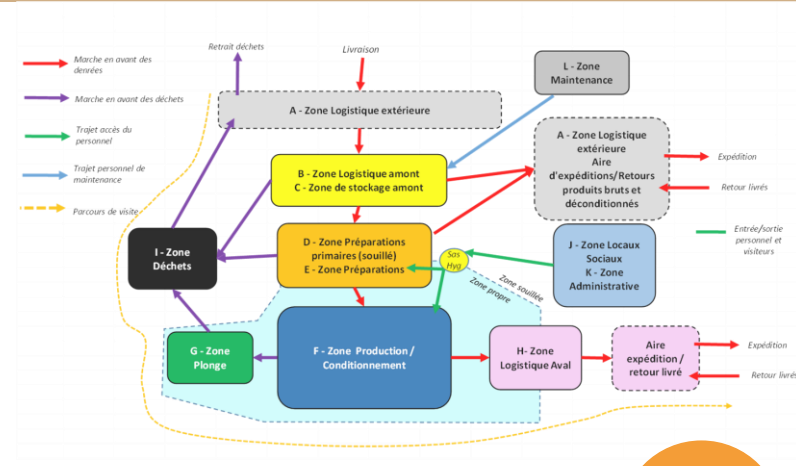 Marche en avant des
denrées
Marche en avant des déchets
Trajet accès du
personnel
Trajet personnel de
maintenance
Parcours de visite
Retrait déchets
Livraison
A - Zone Logistique extérieure
L - Zone
Maintenance
B - Zone Logistique amont
C - Zone de stockage amont
A - Zone Logistique
extérieure
Aire
d'expéditions/Retours
produits bruts et
déconditionnés
Expédition
Retour livrés
I - Zone
Déchets
D - Zone Préparations
primaires (souillé)
E - Zone Préparations
Sas
Hyg
Zone souillée
Zone propre
J - Zone Locaux
Sociaux
K - Zone
Administrative
Entrée/sortie
personnel et
visiteurs
G - Zone
Plonge
F - Zone Production /
Conditionnement
H- Zone
Logistique Aval
Aire
expédition /
retour livré
Expédition
Retour livrés